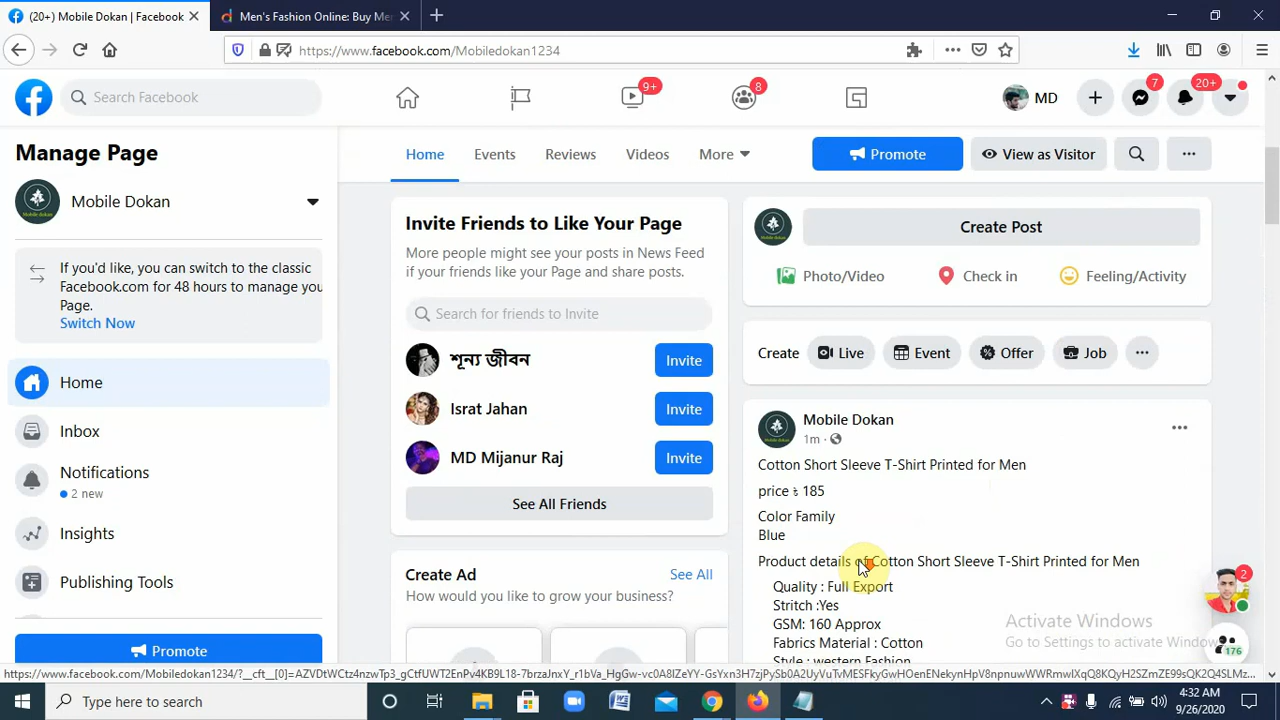 (20+) Mobile Dokan | Facebook
Men's Fashion Online: Buy Men
https://www.facebook.com/Mobiledokan1234
Search Facebook
9+
8
MD
7
20+
Manage Page
Mobile Dokan
If you'd like, you can switch to the classic
Facebook.com for 48 hours to manage you
Page.
Switch Now
Home
Inbox
Notifications
2 new
Insights
Publishing Tools
Promote
Home
Events
Reviews
Videos
More
Promote
View as Visitor
Invite Friends to Like Your Page
More people might see your posts in News Feed
if your friends like your Page and share posts.
Search for friends to Invite
শূন্য জীবন
Invite
Israt Jahan
Invite
MD Mijanur Raj
Invite
See All Friends
Create Ad
See All
How would you like to grow your business?
Create Post
Photo/Video
Check in
Feeling/Activity
Create
Live
Event
Offer
Job
Mobile Dokan
1m ·
Cotton Short Sleeve T-Shirt Printed for Men
price ৳ 185
Color Family
Blue
Product details of Cotton Short Sleeve T-Shirt Printed for Men
Quality : Full Export
Stritch :Yes
GSM: 160 Approx
Fabrics Material : Cotton
Style : western Fashion
2
176
Activate Windows
Go to Settings to activate Window
Type here to search
4:32 AM
9/26/2020